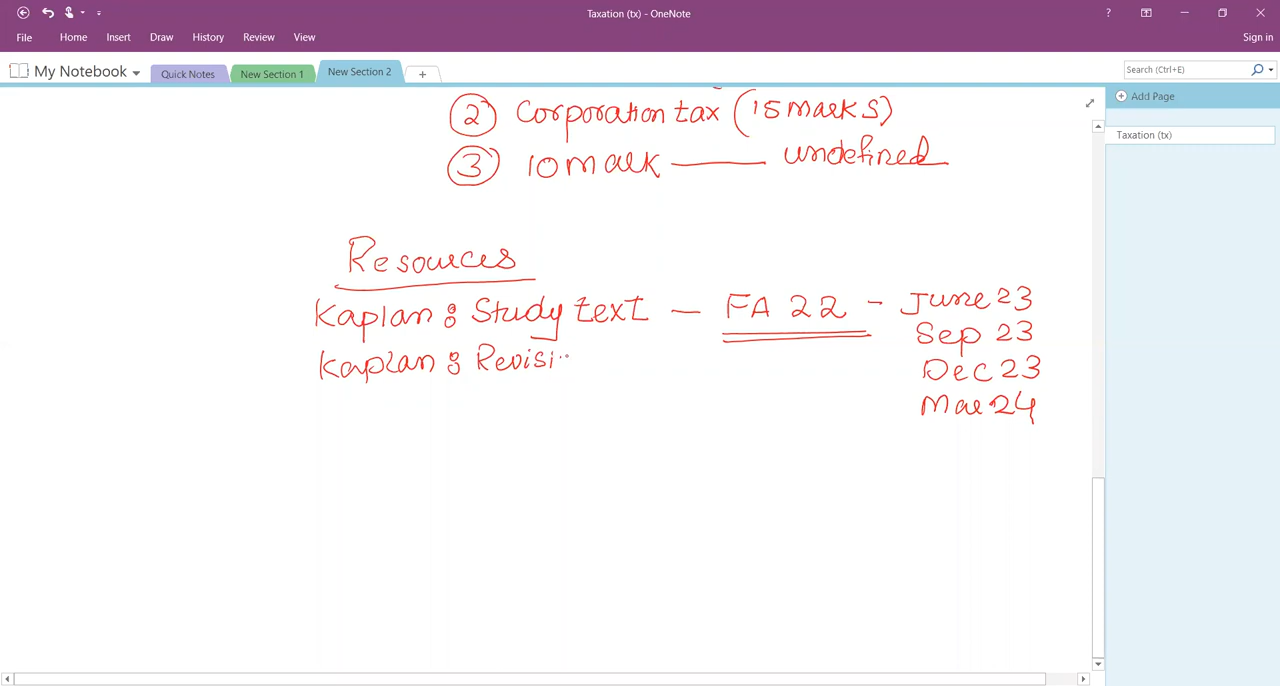 Taxation (tx) - OneNote
File Home Insert Draw History Review View Sign in
My Notebook Quick Notes New Section 1 New Section 2 + Search (Ctrl+E)
Add Page
Taxation (tx)
② Corporation tax (15 Marks)
③ 10 mark — undefined
Resources
Kaplan : Study text — FA 22 - June 23
Sep 23
Kaplan : Revisi
Dec 23
Mar 24